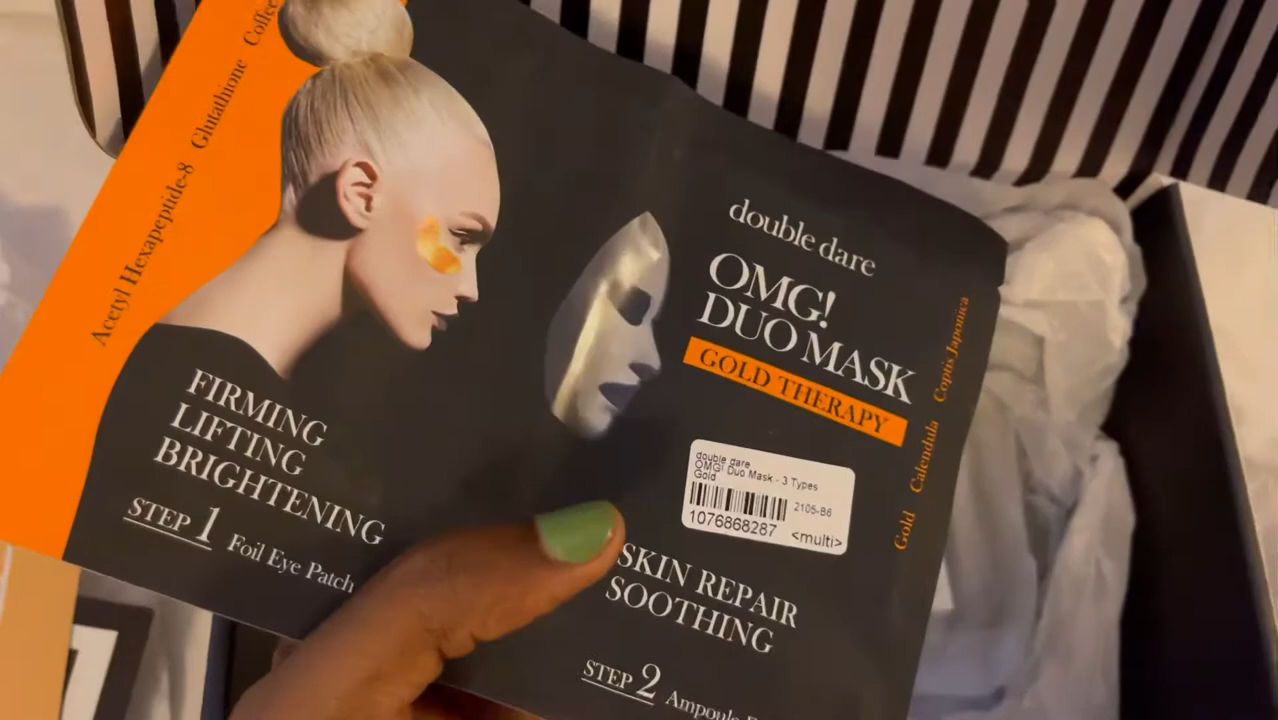 Acetyl Hexapeptide-8 Glutathione Coffee
FIRMING
LIFTING
BRIGHTENING
STEP 1 Foil Eye Patch
double dare
OMG!
DUO MASK
GOLD THERAPY
Gold Calendula Coptis Japonica
double dare
OMG! Duo Mask - 3 Types
Gold
2105-B6
1076868287 <multi>
SKIN REPAIR
SOOTHING
STEP 2 Ampoule